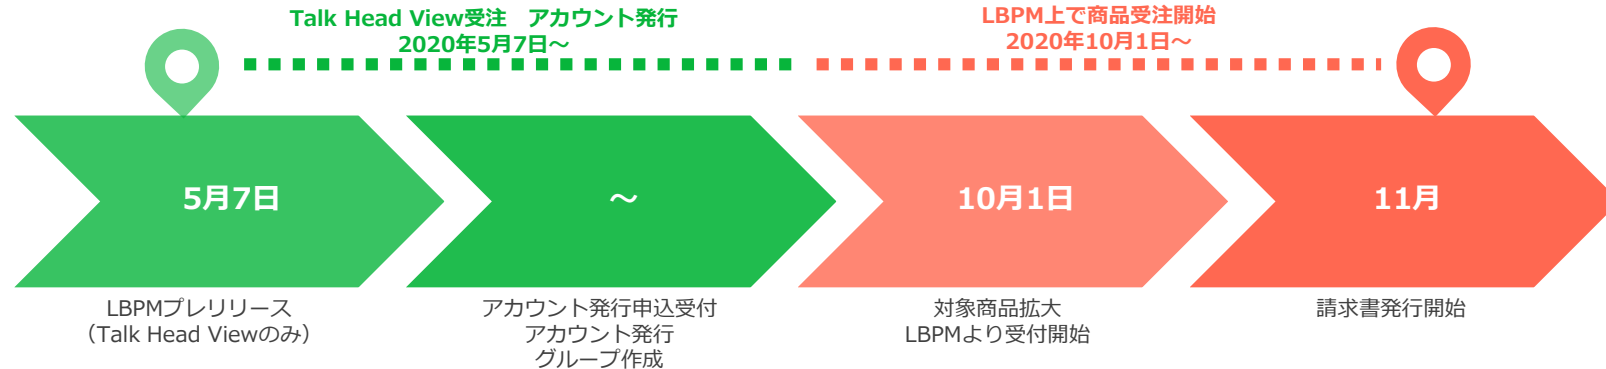 Talk Head View受注　アカウント発行
2020年5月7日～
LBPM上で商品受注開始
2020年10月1日～
5月7日
～
10月1日
11月
LBPMプレリリース
（Talk Head Viewのみ）
アカウント発行申込受付
アカウント発行
グループ作成
対象商品拡大
LBPMより受付開始
請求書発行開始